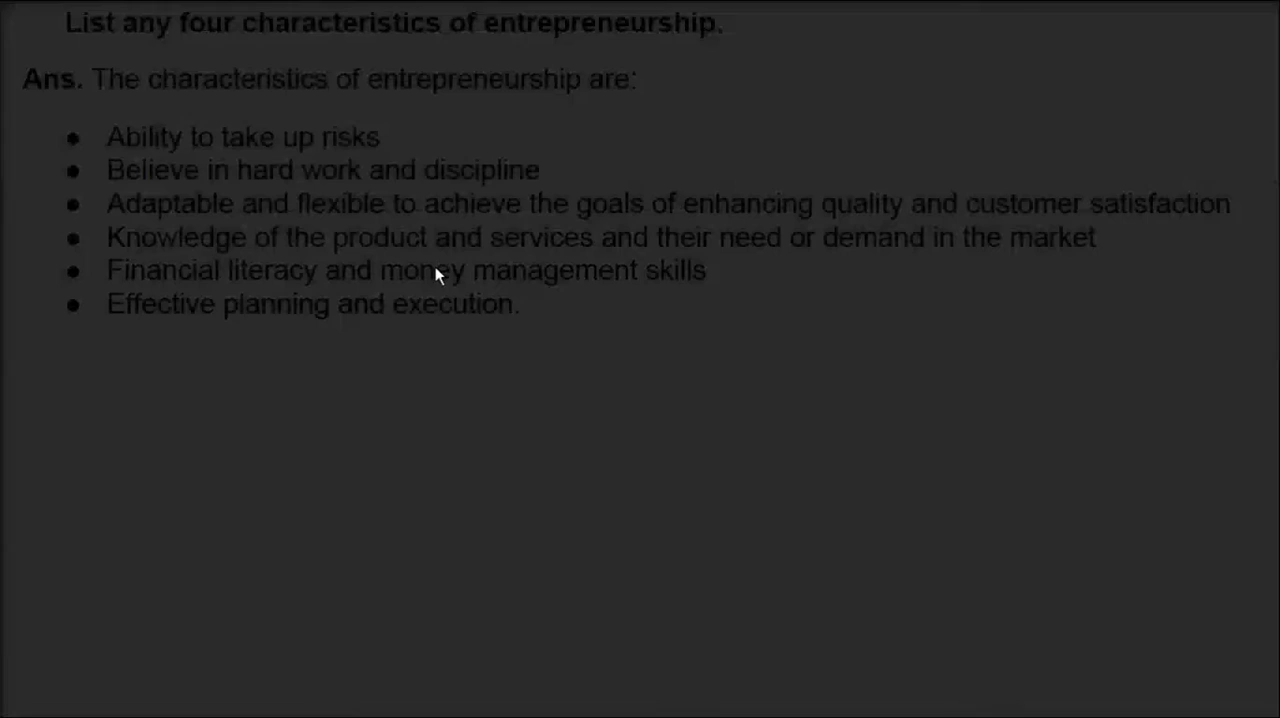 List any four characteristics of entrepreneurship.
Ans. The characteristics of entrepreneurship are:
● Ability to take up risks
● Believe in hard work and discipline
● Adaptable and flexible to achieve the goals of enhancing quality and customer satisfaction
● Knowledge of the product and services and their need or demand in the market
● Financial literacy and money management skills
● Effective planning and execution.